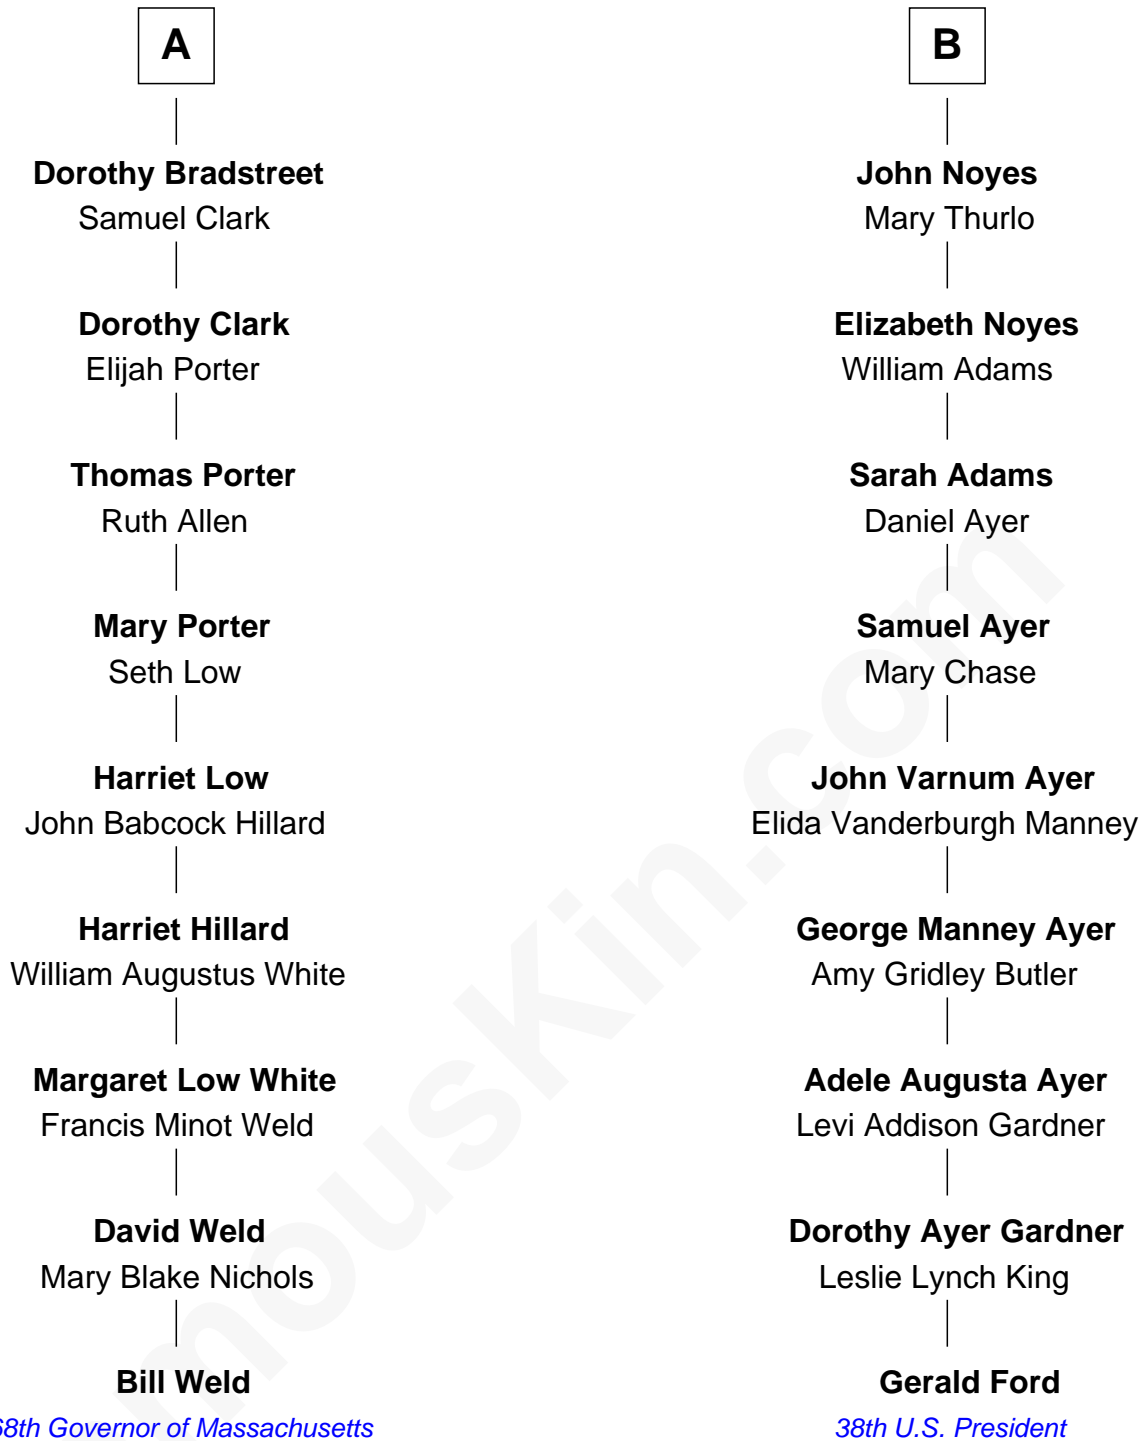 A
Dorothy Bradstreet
Samuel Clark
Dorothy Clark
Elijah Porter
Thomas Porter
Ruth Allen
Mary Porter
Seth Low
Harriet Low
John Babcock Hillard
Harriet Hillard
William Augustus White
Margaret Low White
Francis Minot Weld
David Weld
Mary Blake Nichols
Bill Weld
68th Governor of Massachusetts
B
John Noyes
Mary Thurlo
Elizabeth Noyes
William Adams
Sarah Adams
Daniel Ayer
Samuel Ayer
Mary Chase
John Varnum Ayer
Elida Vanderburgh Manney
George Manney Ayer
Amy Gridley Butler
Adele Augusta Ayer
Levi Addison Gardner
Dorothy Ayer Gardner
Leslie Lynch King
Gerald Ford
38th U.S. President
mousKin.com